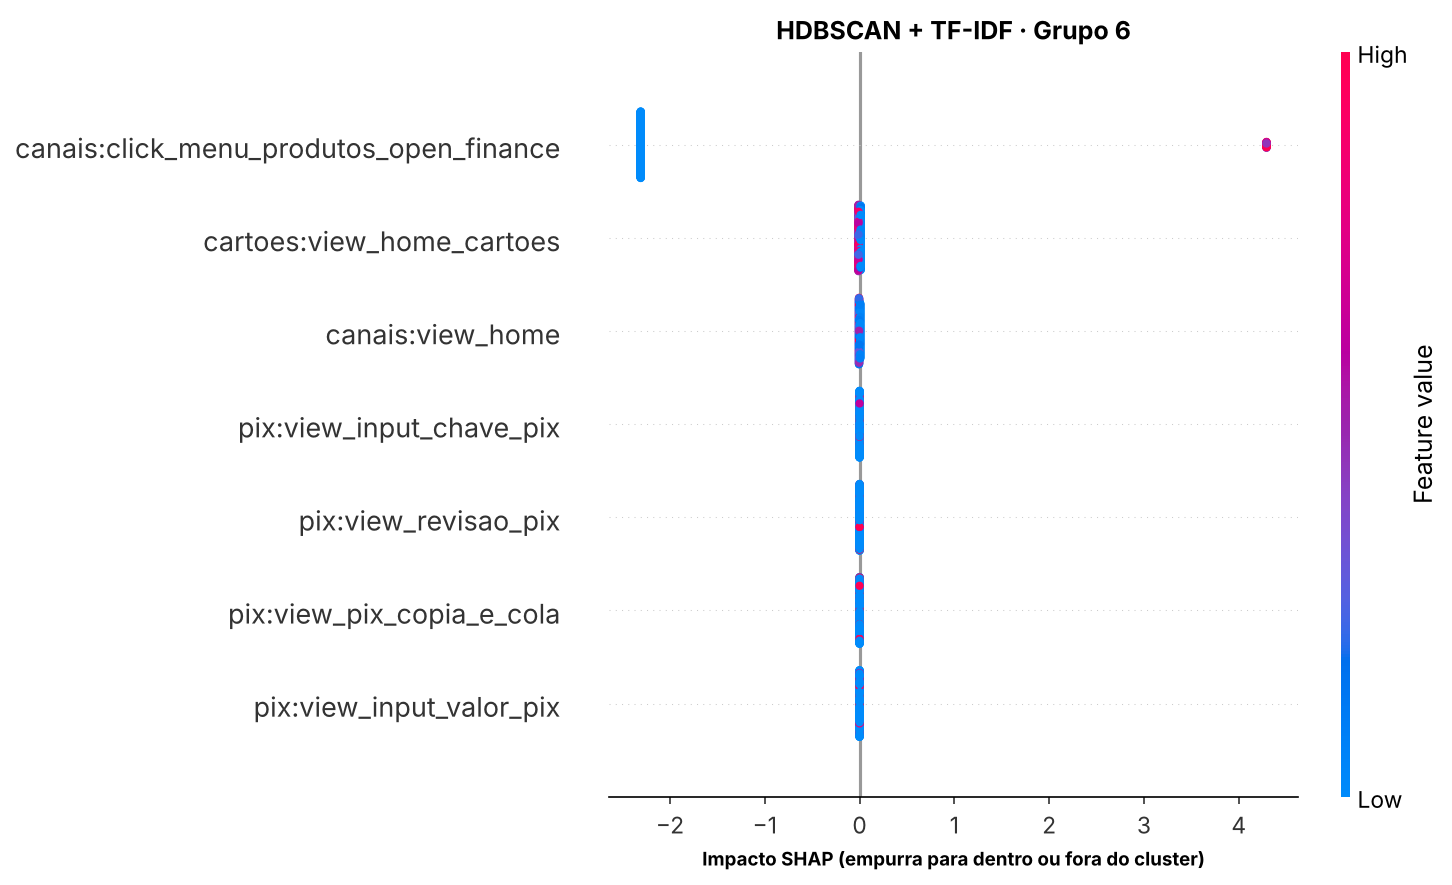 HDBSCAN + TF-IDF · Grupo 6
High
canais:click_menu_produtos_open_finance
cartoes:view_home_cartoes
canais:view_home
pix:view_input_chave_pix
pix:view_revisao_pix
pix:view_pix_copia_e_cola
pix:view_input_valor_pix
Feature value
Low
−2 −1 0 1 2 3 4
Impacto SHAP (empurra para dentro ou fora do cluster)